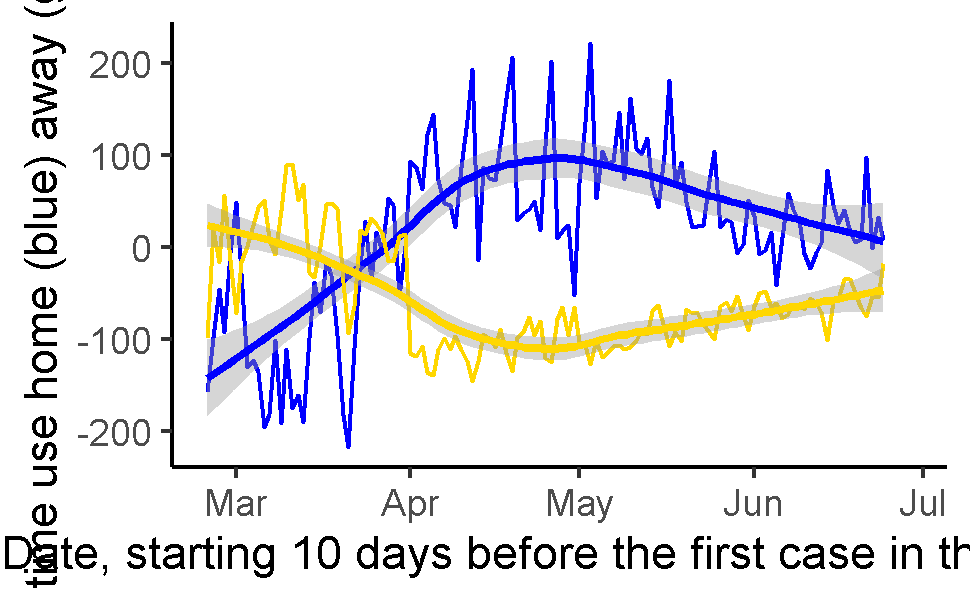 time use home (blue) away (
200
100
0
-100
-200
Mar Apr May Jun Jul
Date, starting 10 days before the first case in th